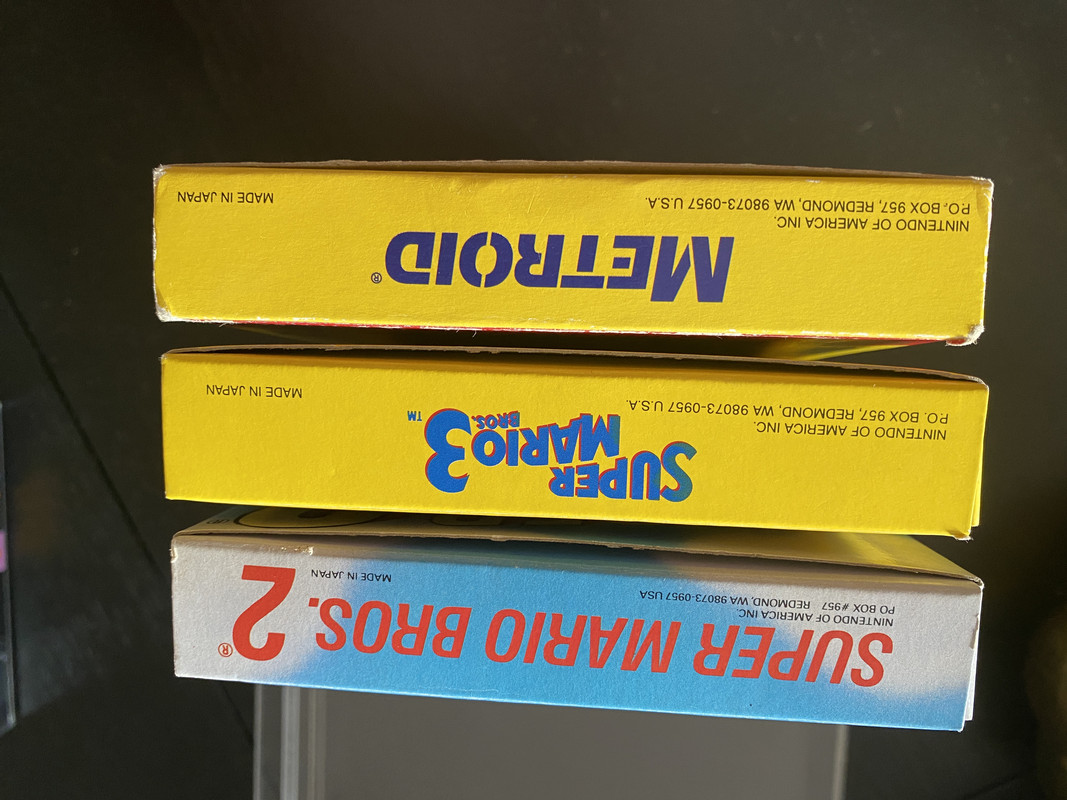 SUPER MARIO BROS. 2®
NINTENDO OF AMERICA INC.
PO BOX #957 REDMOND, WA 98073-0957 USA
MADE IN JAPAN
SUPER
MARIO
BROS. 3™
NINTENDO OF AMERICA INC.
P.O. BOX 957, REDMOND, WA 98073-0957 U.S.A.
MADE IN JAPAN
METROID®
NINTENDO OF AMERICA INC.
P.O. BOX 957, REDMOND, WA 98073-0957 U.S.A.
MADE IN JAPAN